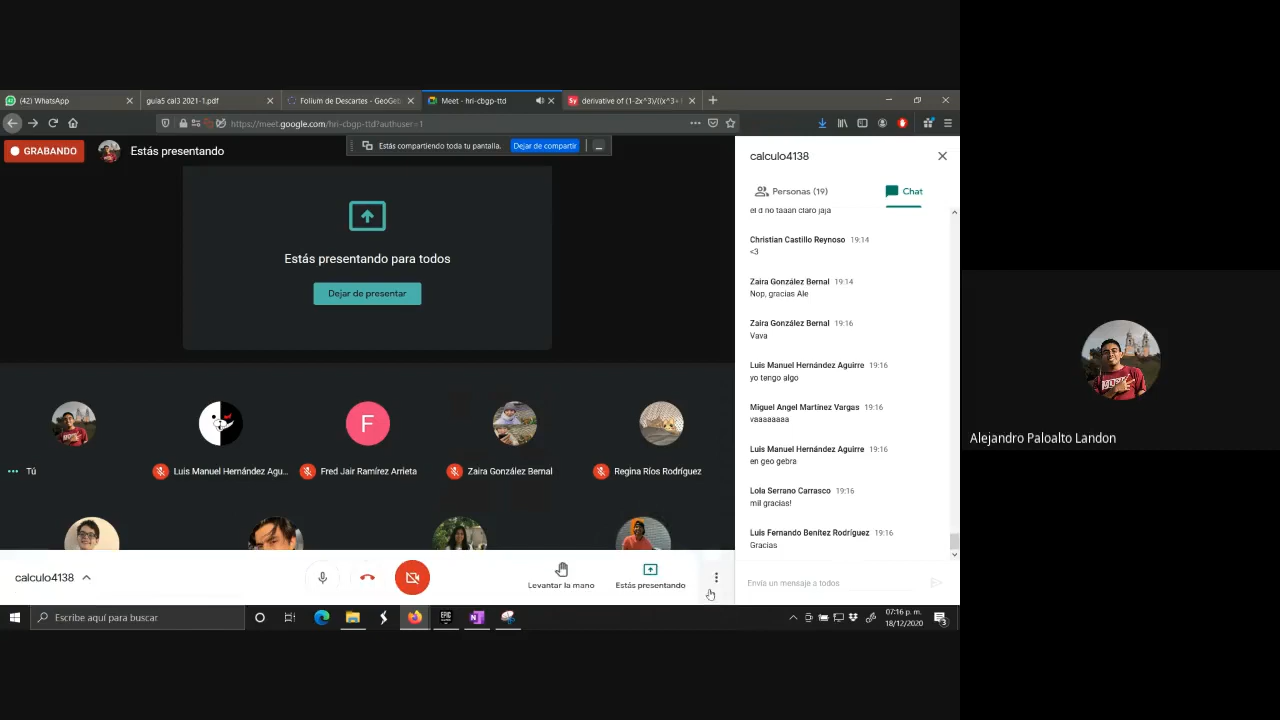 (42) WhatsApp
guia5 cal3 2021-1.pdf
Folium de Descartes - GeoGeb
Meet - hri-cbgp-ttd
Sy derivative of (1-2x^3)/((x^3+
https://meet.google.com/hri-cbgp-ttd?authuser=1
GRABANDO
Estás presentando
Estás compartiendo toda tu pantalla.
Dejar de compartir
Estás presentando para todos
Dejar de presentar
Tú
Luis Manuel Hernández Agu...
F
Fred Jair Ramírez Arrieta
Zaira González Bernal
Regina Ríos Rodríguez
calculo4138
Levantar la mano
Estás presentando
calculo4138
Personas (19)
Chat
el d no taaan claro jaja
Christian Castillo Reynoso 19:14
<3
Zaira González Bernal 19:14
Nop, gracias Ale
Zaira González Bernal 19:16
Vava
Luis Manuel Hernández Aguirre 19:16
yo tengo algo
Miguel Angel Martínez Vargas 19:16
vaaaaaaaa
Luis Manuel Hernández Aguirre 19:16
en geo gebra
Lola Serrano Carrasco 19:16
mil gracias!
Luis Fernando Benítez Rodríguez 19:16
Gracias
Envía un mensaje a todos
Escribe aquí para buscar
EPIC
07:16 p. m.
18/12/2020
3
Alejandro Paloalto Landon